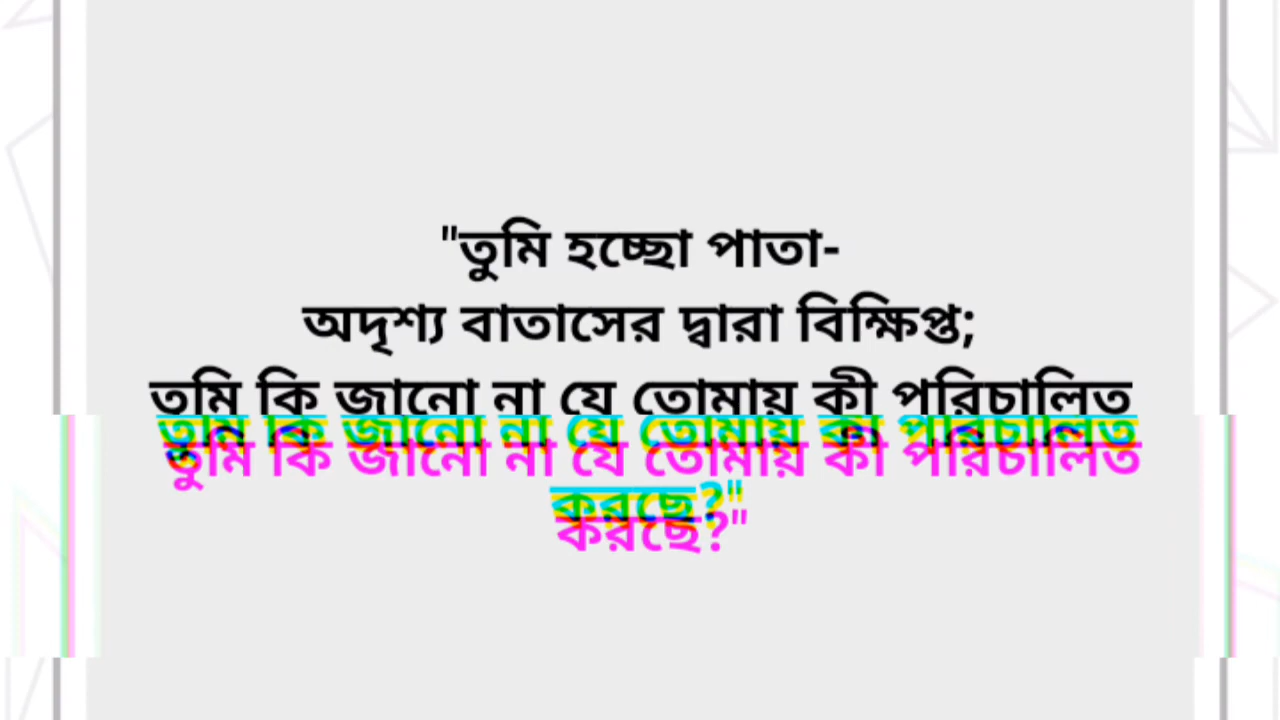 "তুমি হচ্ছো পাতা-
অদৃশ্য বাতাসের দ্বারা বিক্ষিপ্ত;
তুমি কি জানো না যে তোমায় কী পরিচালিত
করছে?"